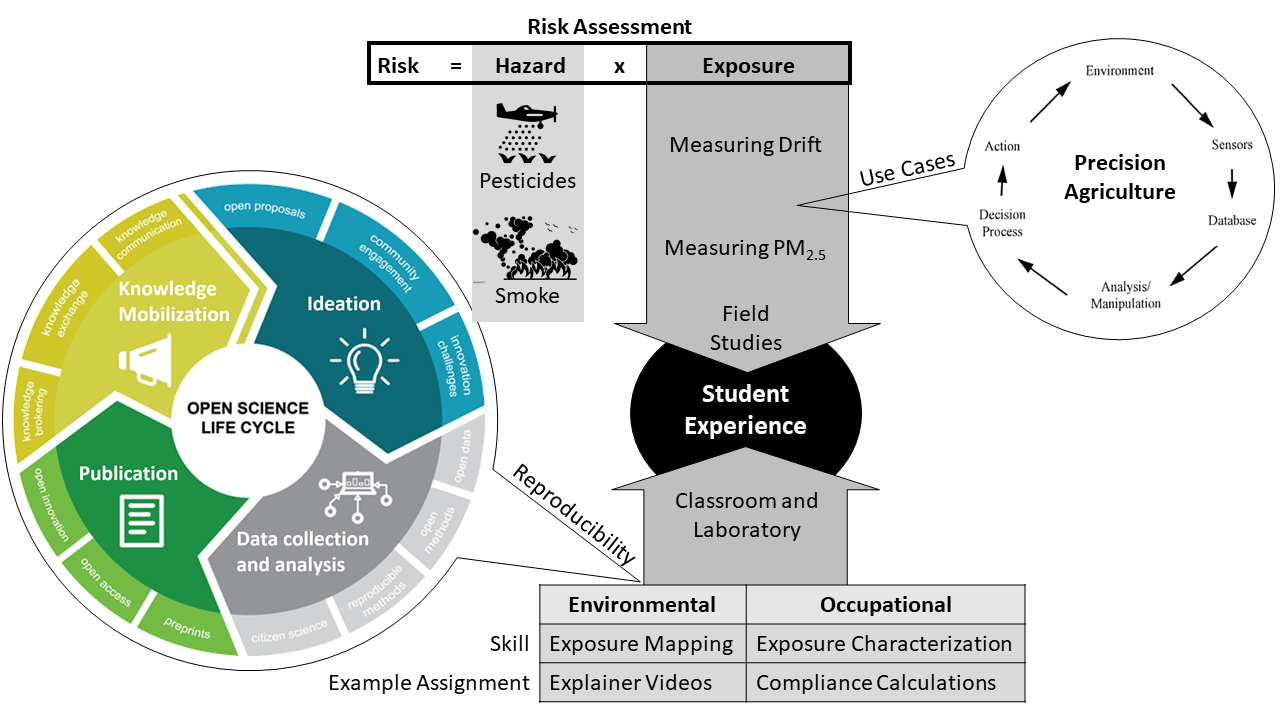 Risk Assessment
Risk = Hazard x Exposure
Pesticides
Smoke
Measuring Drift
Measuring PM2.5
Field
Studies
Use Cases
Precision
Agriculture
Environment
Sensors
Database
Analysis/
Manipulation
Decision
Process
Action
Student
Experience
Classroom and
Laboratory
OPEN SCIENCE
LIFE CYCLE
Ideation
open proposals
community
engagement
innovation
challenges
Data collection
and analysis
open data
open
methods
reproducible
methods
citizen science
Publication
preprints
open access
open innovation
Knowledge
Mobilization
knowledge
brokering
knowledge
exchange
knowledge
communication
Reproducibility
Environmental Occupational
Skill Exposure Mapping Exposure Characterization
Example Assignment Explainer Videos Compliance Calculations